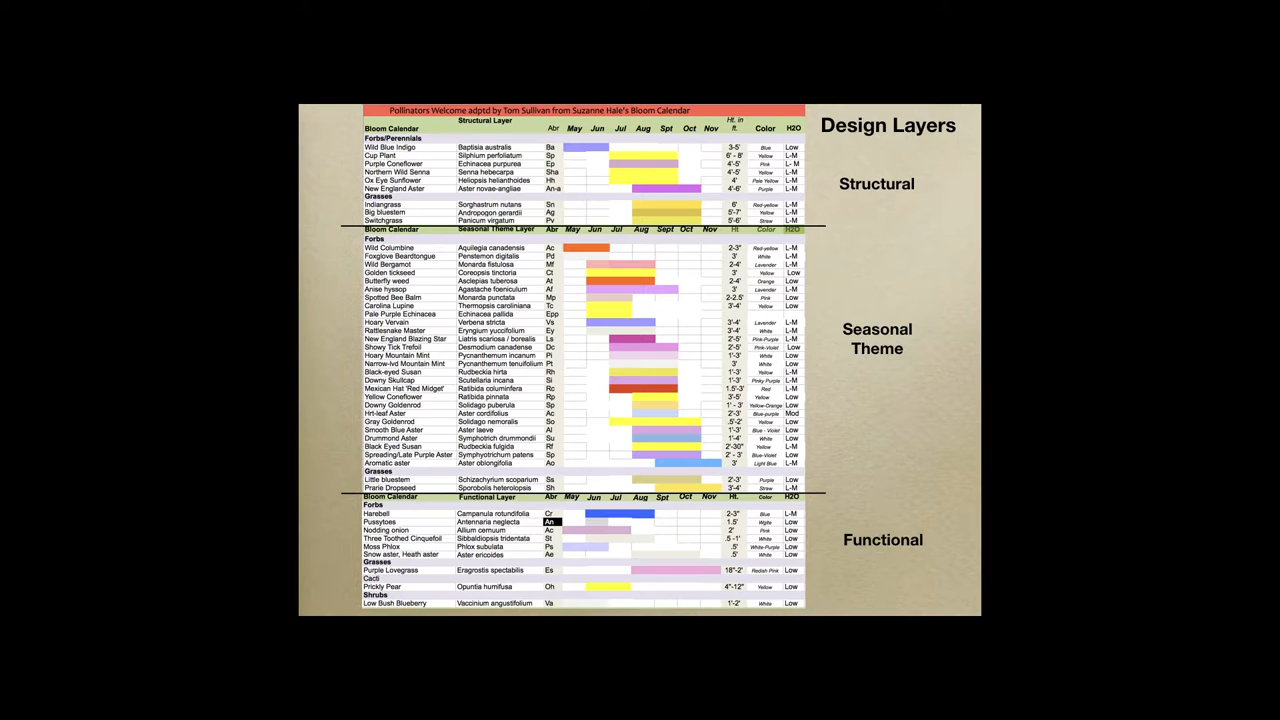 Pollinators Welcome adptd by Tom Sullivan from Suzanne Hale's Bloom Calendar
Structural Layer Ht. in
Bloom Calendar Abr May Jun Jul Aug Spt Oct Nov ft. Color H2O
Forbs/Perennials
Wild Blue Indigo Baptisia australis Ba 3-5' Blue Low
Cup Plant Silphium perfoliatum Sp 6' - 8' Yellow L-M
Purple Coneflower Echinacea purpurea Ep 4'-5' Pink L- M
Northern Wild Senna Senna hebecarpa Sha 4'-5' Yellow L-M
Ox Eye Sunflower Heliopsis helianthoides Hh 4' Pale Yellow L-M
New England Aster Aster novae-angliae An-a 4'-6' Purple L-M
Grasses
Indiangrass Sorghastrum nutans Sn 6' Red-yellow L-M
Big bluestem Andropogon gerardii Ag 5'-7' Yellow L-M
Switchgrass Panicum virgatum Pv 5'-6' Straw L-M
Bloom Calendar Seasonal Theme Layer Abr May Jun Jul Aug Sept Oct Nov Ht Color H2O
Forbs
Wild Columbine Aquilegia canadensis Ac 2-3" Red-yellow L-M
Foxglove Beardtongue Penstemon digitalis Pd 3' White L-M
Wild Bergamot Monarda fistulosa Mf 2-4' Lavender L-M
Golden tickseed Coreopsis tinctoria Ct 3' Yellow Low
Butterfly weed Asclepias tuberosa At 2-4' Orange Low
Anise hyssop Agastache foeniculum Af 3' Lavendar L-M
Spotted Bee Balm Monarda punctata Mp 2-2.5' Pink Low
Carolina Lupine Thermopsis caroliniana Tc 3'-4' Yellow Low
Pale Purple Echinacea Echinacea pallida Epp
Hoary Vervain Verbena stricta Vs 3'-4' Lavender L-M
Rattlesnake Master Eryngium yuccifolium Ey 3'-4' White L-M
New England Blazing Star Liatris scariosa / borealis Ls 2'-5' Pink-Purple L-M
Showy Tick Trefoil Desmodium canadense Dc 2'-5' Pink-Violet Low
Hoary Mountain Mint Pycnanthemum incanum Pi 1'-3' White Low
Narrow-lvd Mountain Mint Pycnanthemum tenuifolium Pt 3' White Low
Black-eyed Susan Rudbeckia hirta Rh 1'-3' Yellow L-M
Downy Skullcap Scutellaria incana Si 1'-3' Pinky Purple L-M
Mexican Hat 'Red Midget' Ratibida columinfera Rc 1.5'-3' Red L-M
Yellow Coneflower Ratibida pinnata Rp 3'-5' Yellow Low
Downy Goldenrod Solidago puberula Sp 1' - 3' Yellow-Orange Low
Hrt-leaf Aster Aster cordifolius Ac 2'-3' Blue-purple Mod
Gray Goldenrod Solidago nemoralis So .5'-2' Yellow Low
Smooth Blue Aster Aster laeve Al 1'-3' Blue - Violet Low
Drummond Aster Symphotrich drummondii Su 1'-4' White Low
Black Eyed Susan Rudbeckia fulgida Rf 2'-30" Yellow L-M
Spreading/Late Purple Aster Symphyotrichum patens Sp 2' - 3' Blue-Violet Low
Aromatic aster Aster oblongifolia Ao 3' Light Blue L-M
Grasses
Little bluestem Schizachyrium scoparium Ss 2'-3' Purple Low
Prarie Dropseed Sporobolis heterolopsis Sh 3'-4' Straw L-M
Bloom Calendar Functional Layer Abr May Jun Jul Aug Spt Oct Nov Ht. Color H2O
Forbs
Harebell Campanula rotundifolia Cr 2-3" Blue L-M
Pussytoes Antennaria neglecta An 1.5' Wgite Low
Nodding onion Allium cernuum Ac 2' Pink Low
Three Toothed Cinquefoil Sibbaldiopsis tridentata St .5 -1' White Low
Moss Phlox Phlox subulata Ps .5' White-Purple Low
Snow aster, Heath aster Aster ericoides Ae .5' White Low
Grasses
Purple Lovegrass Eragrostis spectabilis Es 18"-2' Redish Pink Low
Cacti
Prickly Pear Opuntia humifusa Oh 4"-12" Yellow Low
Shrubs
Low Bush Blueberry Vaccinium angustifolium Va 1'-2' White Low
Design Layers
Structural
Seasonal
Theme
Functional